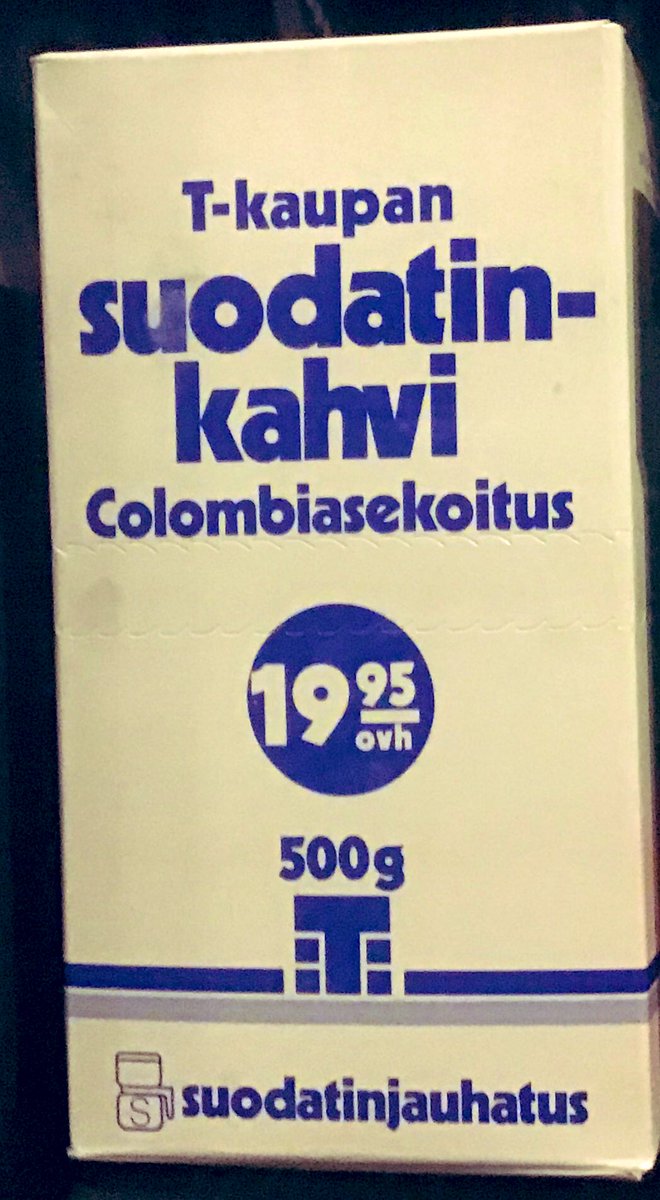 T-kaupan
suodatin-
kahvi
Colombiasekoitus
19 95
ovh
500g
T
S suodatinjauhatus